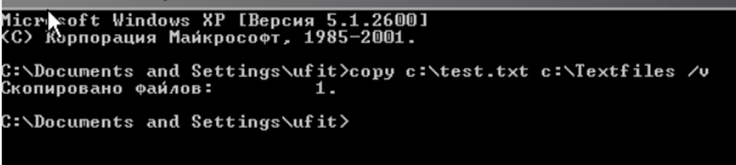 Microsoft Windows XP [Версия 5.1.2600]
(C) Корпорация Майкрософт, 1985-2001.
C:\Documents and Settings\ufit>copy c:\test.txt c:\Textfiles /v
Скопировано файлов:        1.
C:\Documents and Settings\ufit>